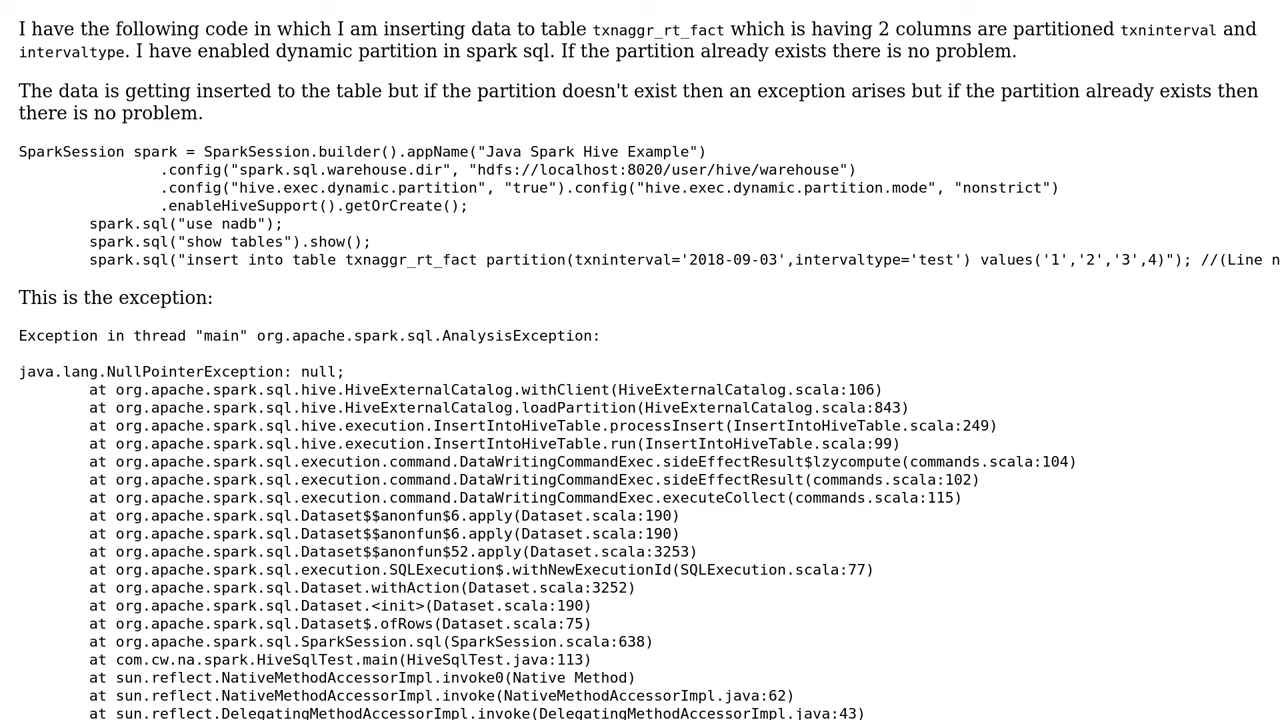 I have the following code in which I am inserting data to table txnaggr_rt_fact which is having 2 columns are partitioned txninterval and
intervaltype. I have enabled dynamic partition in spark sql. If the partition already exists there is no problem.
The data is getting inserted to the table but if the partition doesn't exist then an exception arises but if the partition already exists then
there is no problem.
SparkSession spark = SparkSession.builder().appName("Java Spark Hive Example")
                .config("spark.sql.warehouse.dir", "hdfs://localhost:8020/user/hive/warehouse")
                .config("hive.exec.dynamic.partition", "true").config("hive.exec.dynamic.partition.mode", "nonstrict")
                .enableHiveSupport().getOrCreate();
        spark.sql("use nadb");
        spark.sql("show tables").show();
        spark.sql("insert into table txnaggr_rt_fact partition(txninterval='2018-09-03',intervaltype='test') values('1','2','3',4)"); //(Line n
This is the exception:
Exception in thread "main" org.apache.spark.sql.AnalysisException:
java.lang.NullPointerException: null;
        at org.apache.spark.sql.hive.HiveExternalCatalog.withClient(HiveExternalCatalog.scala:106)
        at org.apache.spark.sql.hive.HiveExternalCatalog.loadPartition(HiveExternalCatalog.scala:843)
        at org.apache.spark.sql.hive.execution.InsertIntoHiveTable.processInsert(InsertIntoHiveTable.scala:249)
        at org.apache.spark.sql.hive.execution.InsertIntoHiveTable.run(InsertIntoHiveTable.scala:99)
        at org.apache.spark.sql.execution.command.DataWritingCommandExec.sideEffectResult$lzycompute(commands.scala:104)
        at org.apache.spark.sql.execution.command.DataWritingCommandExec.sideEffectResult(commands.scala:102)
        at org.apache.spark.sql.execution.command.DataWritingCommandExec.executeCollect(commands.scala:115)
        at org.apache.spark.sql.Dataset$$anonfun$6.apply(Dataset.scala:190)
        at org.apache.spark.sql.Dataset$$anonfun$6.apply(Dataset.scala:190)
        at org.apache.spark.sql.Dataset$$anonfun$52.apply(Dataset.scala:3253)
        at org.apache.spark.sql.execution.SQLExecution$.withNewExecutionId(SQLExecution.scala:77)
        at org.apache.spark.sql.Dataset.withAction(Dataset.scala:3252)
        at org.apache.spark.sql.Dataset.<init>(Dataset.scala:190)
        at org.apache.spark.sql.Dataset$.ofRows(Dataset.scala:75)
        at org.apache.spark.sql.SparkSession.sql(SparkSession.scala:638)
        at com.cw.na.spark.HiveSqlTest.main(HiveSqlTest.java:113)
        at sun.reflect.NativeMethodAccessorImpl.invoke0(Native Method)
        at sun.reflect.NativeMethodAccessorImpl.invoke(NativeMethodAccessorImpl.java:62)
        at sun.reflect.DelegatingMethodAccessorImpl.invoke(DelegatingMethodAccessorImpl.java:43)